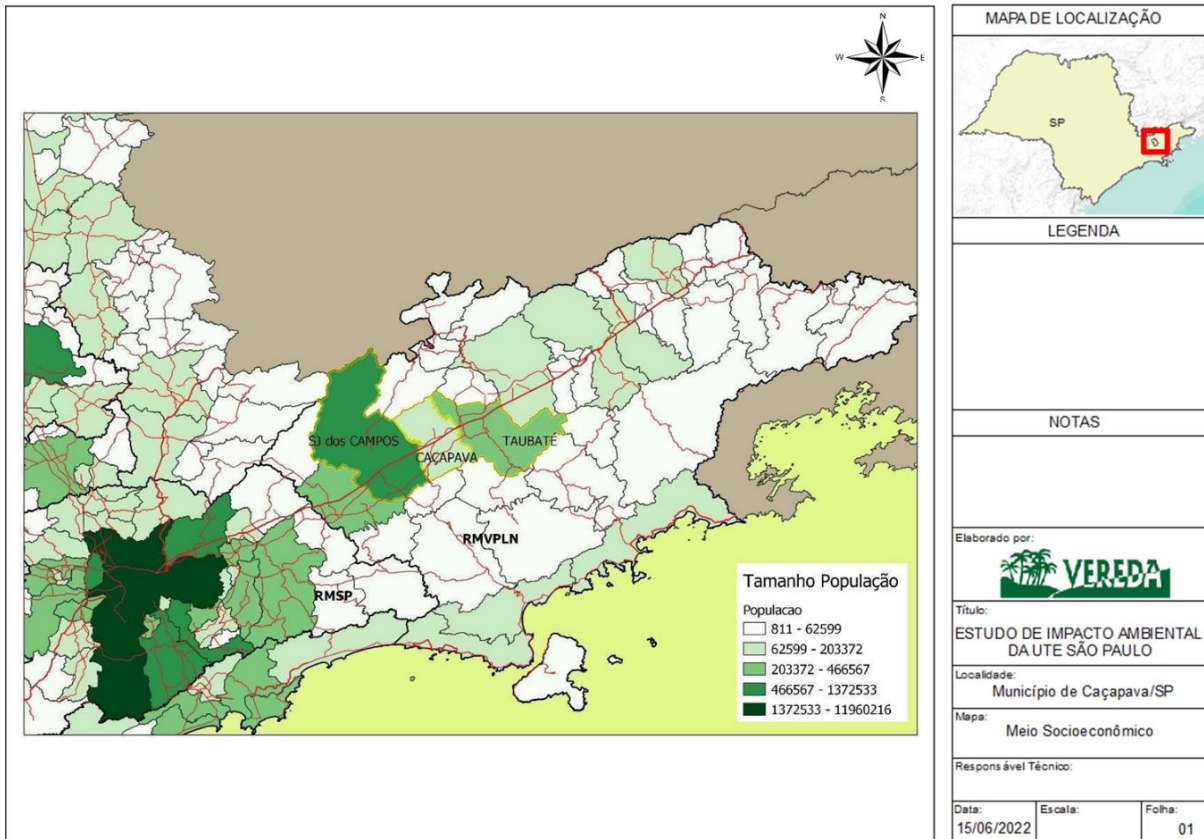 N
W
E
S
SJ dos CAMPOS
CAÇAPAVA
TAUBATÉ
RMVPLN
RMSP
Tamanho População
Populacao
811 - 62599
62599 - 203372
203372 - 466567
466567 - 1372533
1372533 - 11960216
MAPA DE LOCALIZAÇÃO
SP
LEGENDA
NOTAS
Elaborado por:
VEREDA
Título:
ESTUDO DE IMPACTO AMBIENTAL
DA UTE SÃO PAULO
Localidade:
Município de Caçapava/SP
Mapa:
Meio Socioeconômico
Responsável Técnico:
Data:
15/06/2022
Escala:
Folha:
01